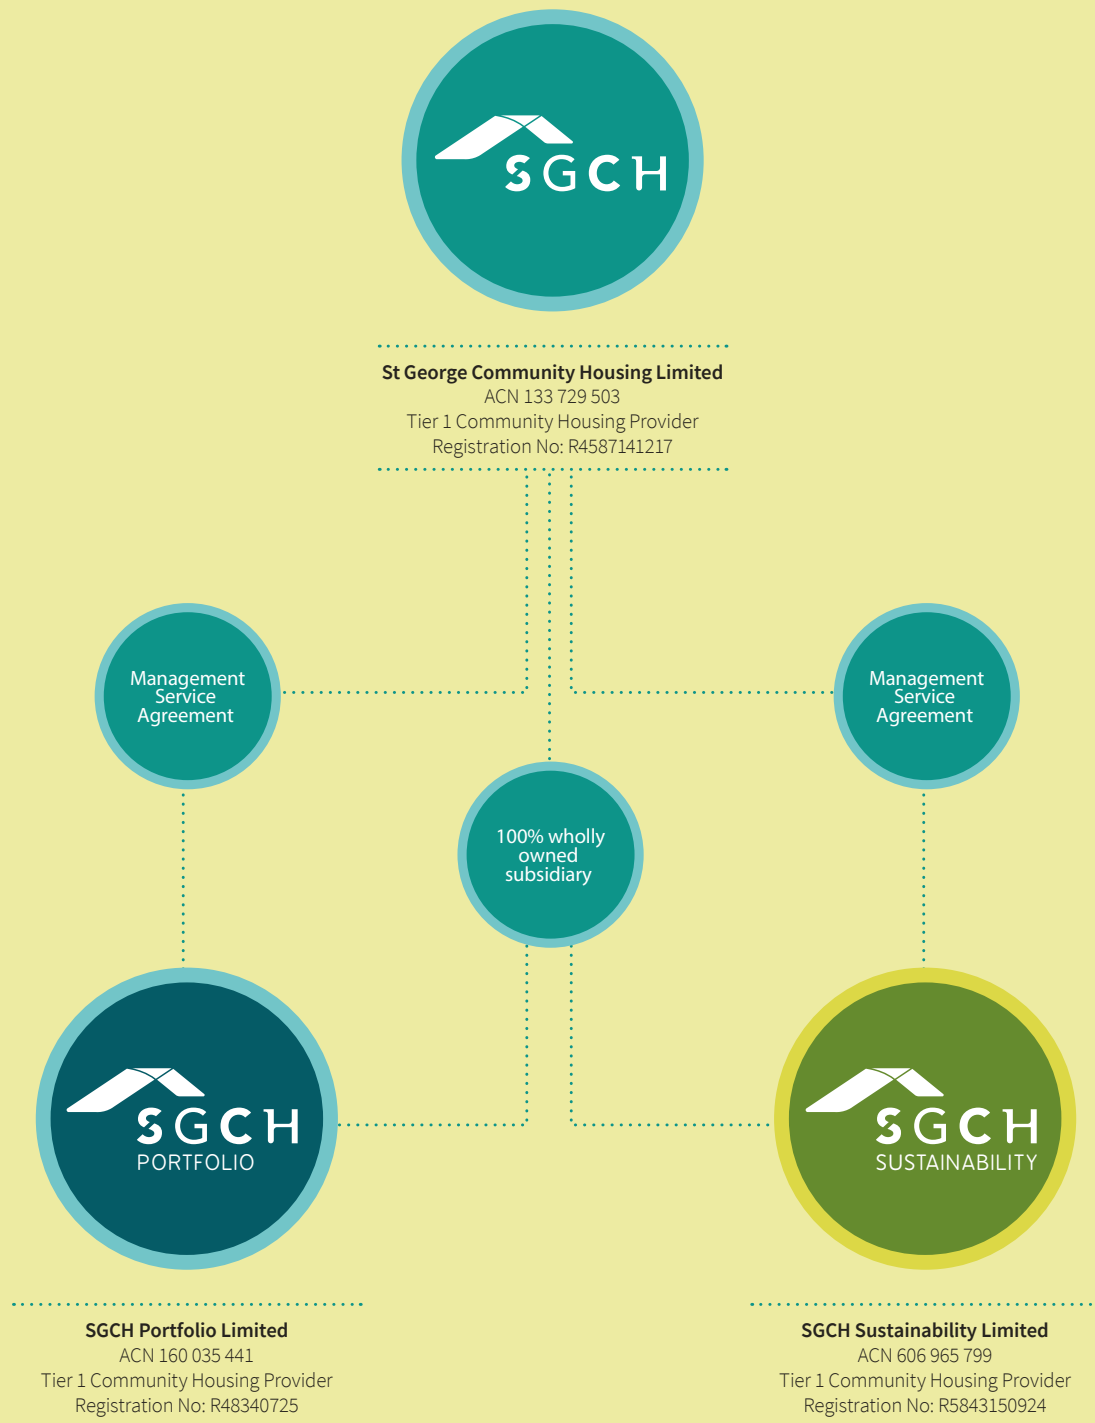 SGCH
St George Community Housing Limited
ACN 133 729 503
Tier 1 Community Housing Provider
Registration No: R4587141217
Management
Service
Agreement
Management
Service
Agreement
100% wholly
owned
subsidiary
SGCH
PORTFOLIO
SGCH
SUSTAINABILITY
SGCH Portfolio Limited
ACN 160 035 441
Tier 1 Community Housing Provider
Registration No: R48340725
SGCH Sustainability Limited
ACN 606 965 799
Tier 1 Community Housing Provider
Registration No: R5843150924